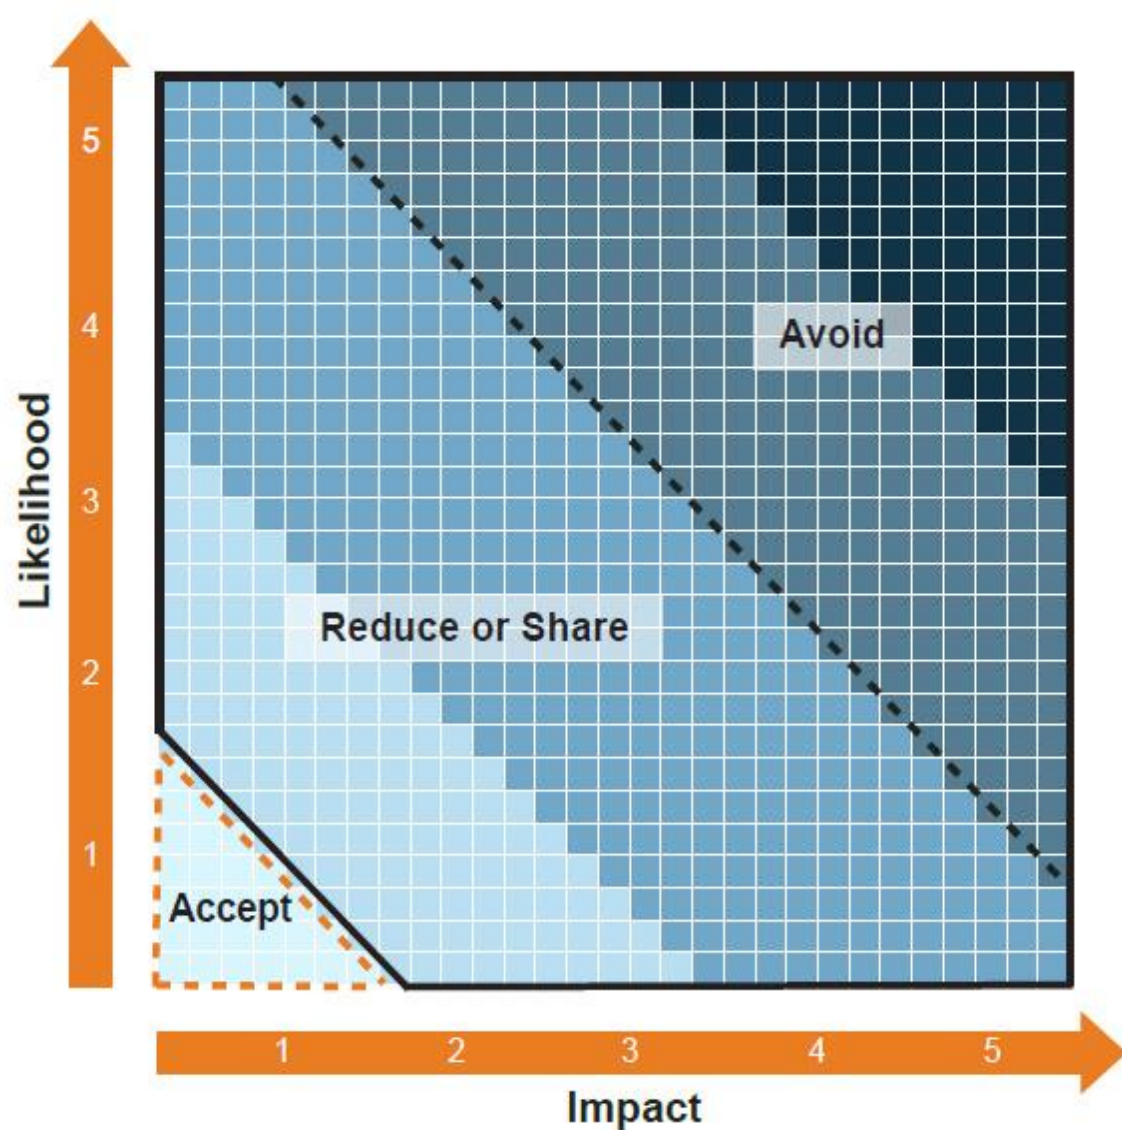 5
4
Avoid
3
Likelihood
Reduce or Share
2
1
Accept
1 2 3 4 5
Impact